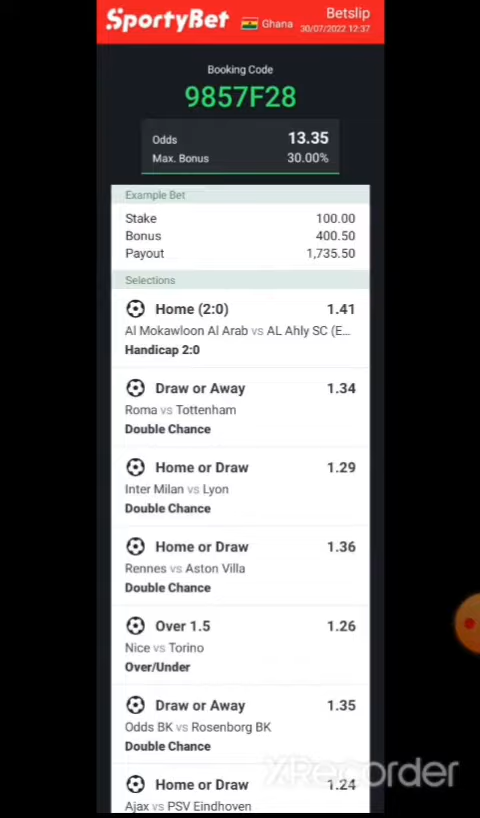 SportyBet Ghana Betslip
30/07/2022 12:37
Booking Code
9857F28
Odds 13.35
Max. Bonus 30.00%
Example Bet
Stake 100.00
Bonus 400.50
Payout 1,735.50
Selections
Home (2:0) 1.41
Al Mokawloon Al Arab vs AL Ahly SC (E...
Handicap 2:0
Draw or Away 1.34
Roma vs Tottenham
Double Chance
Home or Draw 1.29
Inter Milan vs Lyon
Double Chance
Home or Draw 1.36
Rennes vs Aston Villa
Double Chance
Over 1.5 1.26
Nice vs Torino
Over/Under
Draw or Away 1.35
Odds BK vs Rosenborg BK
Double Chance
XRecorder
Home or Draw 1.24
Ajax vs PSV Eindhoven